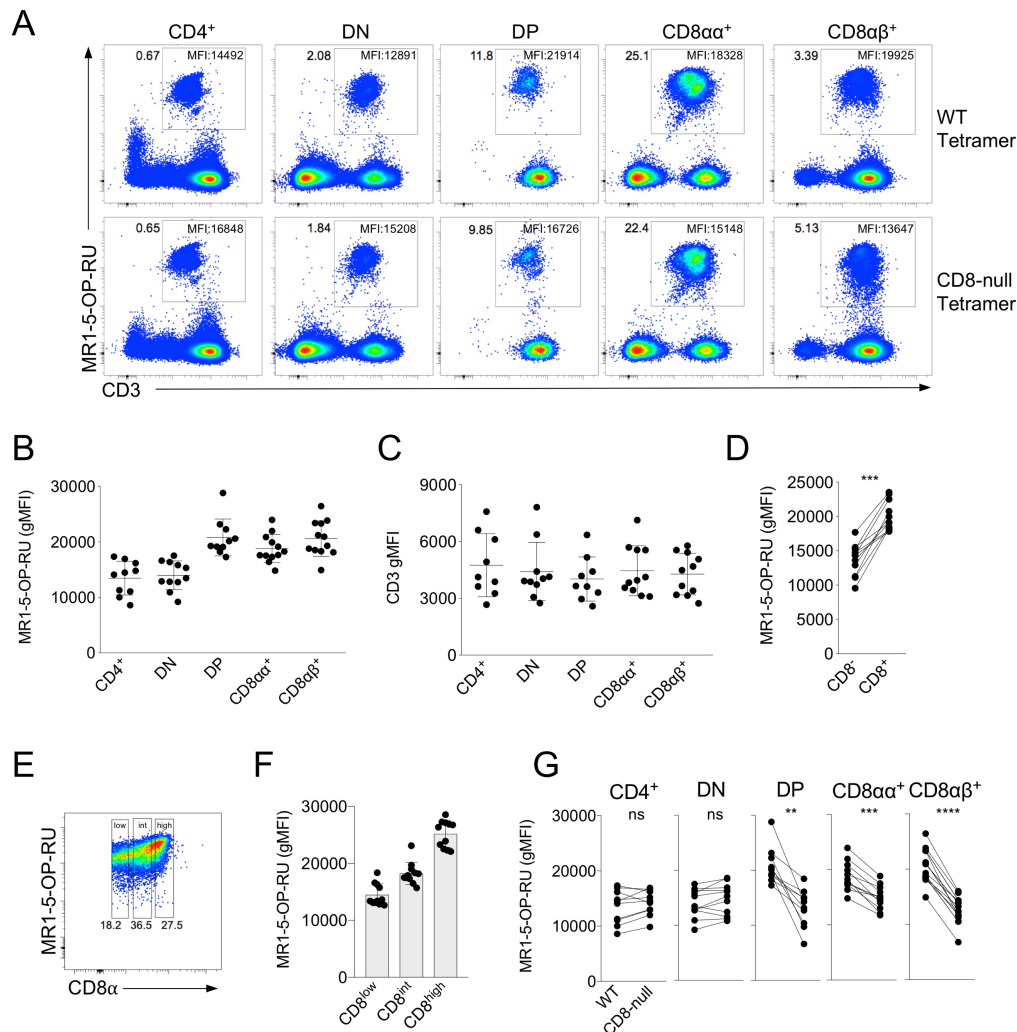 A
CD4+ DN DP CD8αα+ CD8αβ+
0.67 MFI:14492 2.08 MFI:12891 11.8 MFI:21914 25.1 MFI:18328 3.39 MFI:19925
WT
Tetramer
0.65 MFI:16848 1.84 MFI:15208 9.85 MFI:16726 22.4 MFI:15148 5.13 MFI:13647
CD8-null
Tetramer
MR1-5-OP-RU
CD3
B
MR1-5-OP-RU (gMFI)
30000
20000
10000
0
CD4+ DN DP CD8αα+ CD8αβ+
C
CD3 gMFI
9000
6000
3000
0
CD4+ DN DP CD8αα+ CD8αβ+
D
MR1-5-OP-RU (gMFI)
25000
20000
15000
10000
5000
0
***
CD8- CD8+
E
MR1-5-OP-RU
low int high
18.2 36.5 27.5
CD8α
F
MR1-5-OP-RU (gMFI)
30000
20000
10000
0
CD8low CD8int CD8high
G
CD4+ DN DP CD8αα+ CD8αβ+
ns ns ** *** ****
MR1-5-OP-RU (gMFI)
30000
20000
10000
0
WT
CD8-null